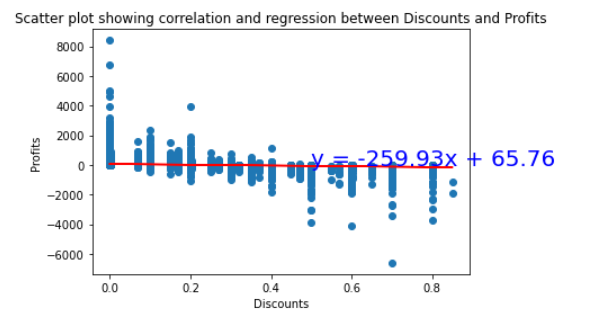 Scatter plot showing correlation and regression between Discounts and Profits
8000
6000
4000
2000
0
−2000
−4000
−6000
Profits
y = -259.93x + 65.76
0.0 0.2 0.4 0.6 0.8
Discounts